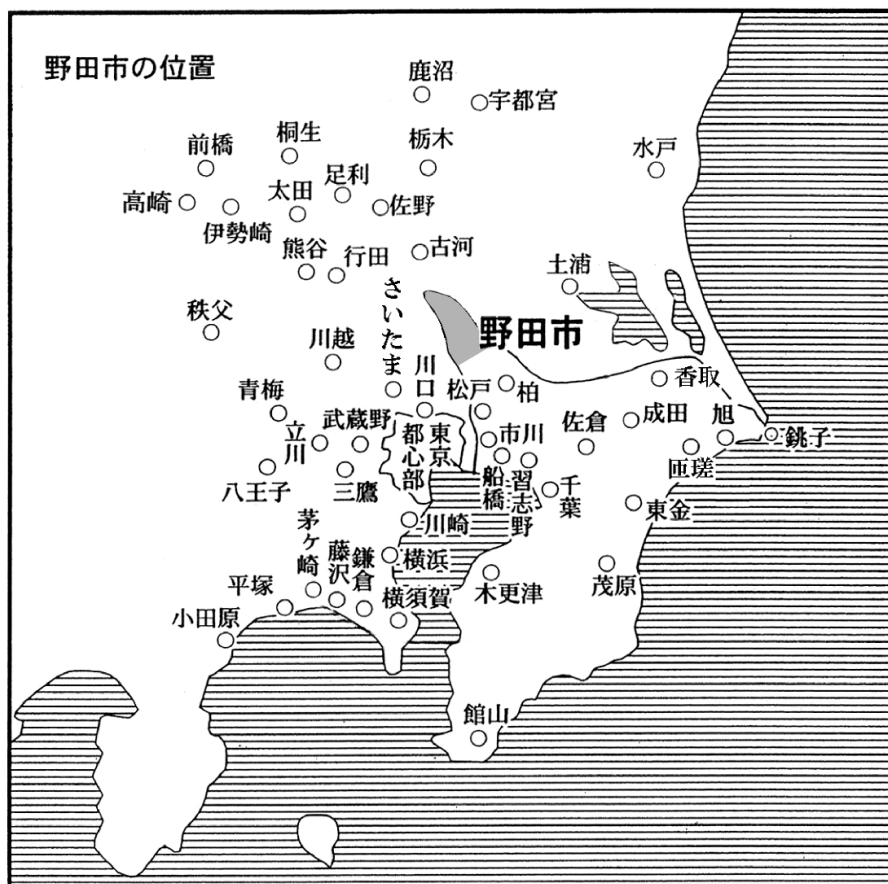 野田市の位置
鹿沼
宇都宮
桐生
栃木
前橋
水戸
足利
太田
高崎
佐野
伊勢崎
古河
熊谷
行田
土浦
さいたま
秩父
野田市
川越
川口
香取
青梅
松戸
柏
武蔵野
成田
旭
立川
東京
都心部
市川
佐倉
銚子
匝瑳
八王子
三鷹
船橋
習志野
千葉
東金
川崎
茅ヶ崎
藤沢
鎌倉
横浜
平塚
横須賀
木更津
茂原
小田原
館山